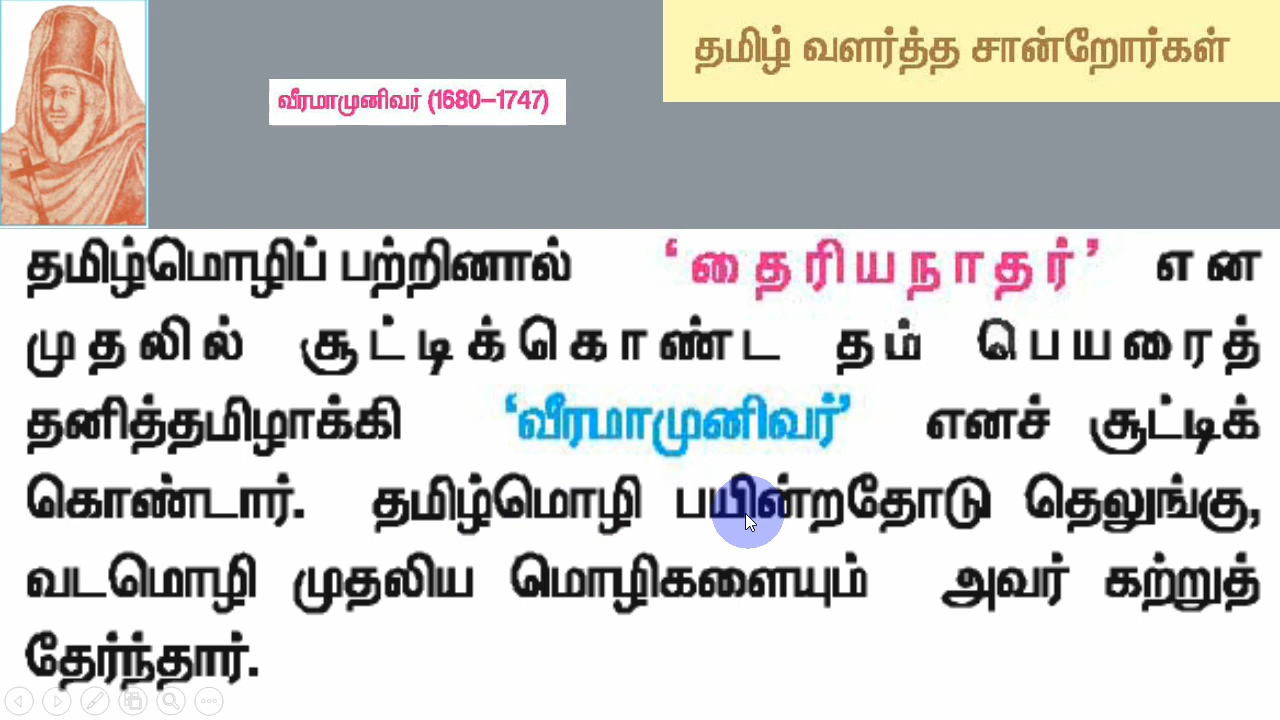 தமிழ் வளர்த்த சான்றோர்கள்
வீரமாமுனிவர் (1680–1747)
தமிழ்மொழிப் பற்றினால் ‘தைரியநாதர்’ என
முதலில் சூட்டிக்கொண்ட தம் பெயரைத்
தனித்தமிழாக்கி ‘வீரமாமுனிவர்’ எனச் சூட்டிக்
கொண்டார். தமிழ்மொழி பயின்றதோடு தெலுங்கு,
வடமொழி முதலிய மொழிகளையும் அவர் கற்றுத்
தேர்ந்தார்.